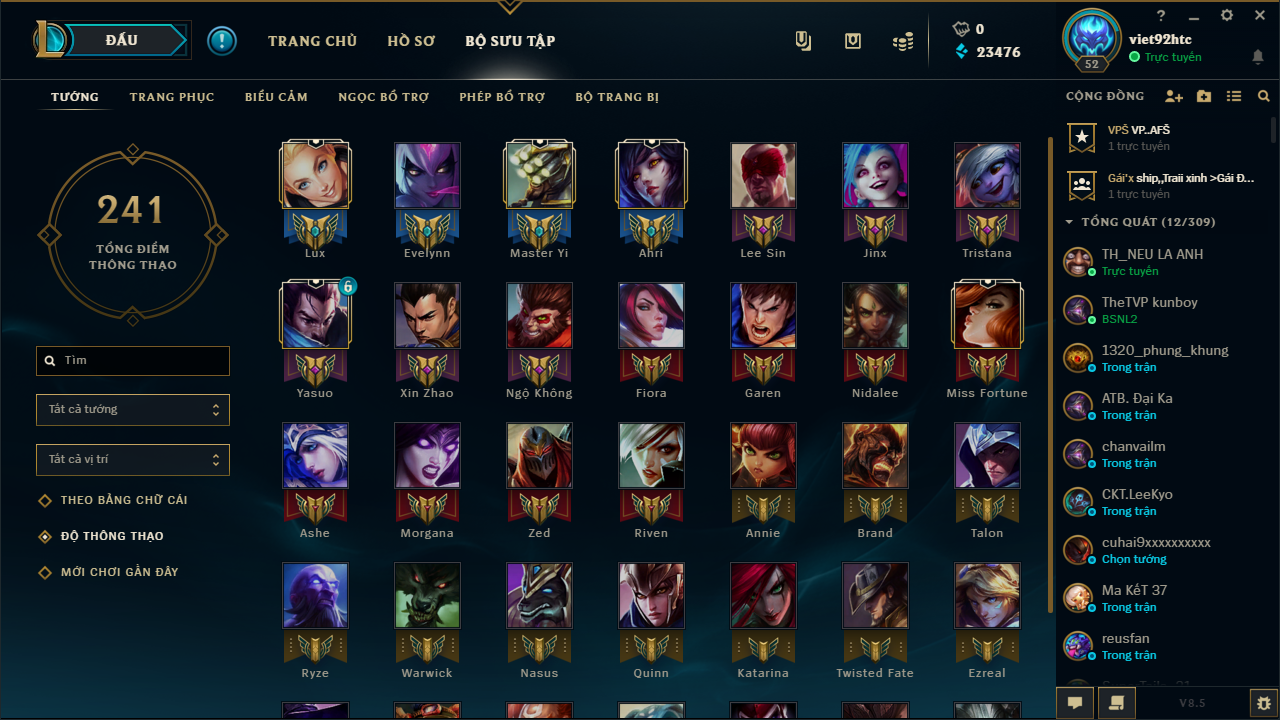 ĐẤU
TRANG CHỦ
HỒ SƠ
BỘ SƯU TẬP
0
23476
52
viet92htc
Trực tuyến
TƯỚNG
TRANG PHỤC
BIỂU CẢM
NGỌC BỔ TRỢ
PHÉP BỔ TRỢ
BỘ TRANG BỊ
241
TỔNG ĐIỂM
THÔNG THẠO
Tìm
Tất cả tướng
Tất cả vị trí
THEO BẢNG CHỮ CÁI
ĐỘ THÔNG THẠO
MỚI CHƠI GẦN ĐÂY
Lux
Evelynn
Master Yi
Ahri
Lee Sin
Jinx
Tristana
6
Yasuo
Xin Zhao
Ngộ Không
Fiora
Garen
Nidalee
Miss Fortune
Ashe
Morgana
Zed
Riven
Annie
Brand
Talon
Ryze
Warwick
Nasus
Quinn
Katarina
Twisted Fate
Ezreal
CỘNG ĐỒNG
VPŠ VP..AFŠ
1 trực tuyến
Gái'x ship,,Traii xinh >Gái Đ...
1 trực tuyến
TỔNG QUÁT (12/309)
TH_NEU LA ANH
Trực tuyến
TheTVP kunboy
BSNL2
1320_phung_khung
Trong trận
ATB. Đại Ka
Trong trận
chanvailm
Trong trận
CKT.LeeKyo
Trong trận
cuhai9xxxxxxxxxx
Chọn tướng
Ma KếT 37
Trong trận
reusfan
Trong trận
V8.5